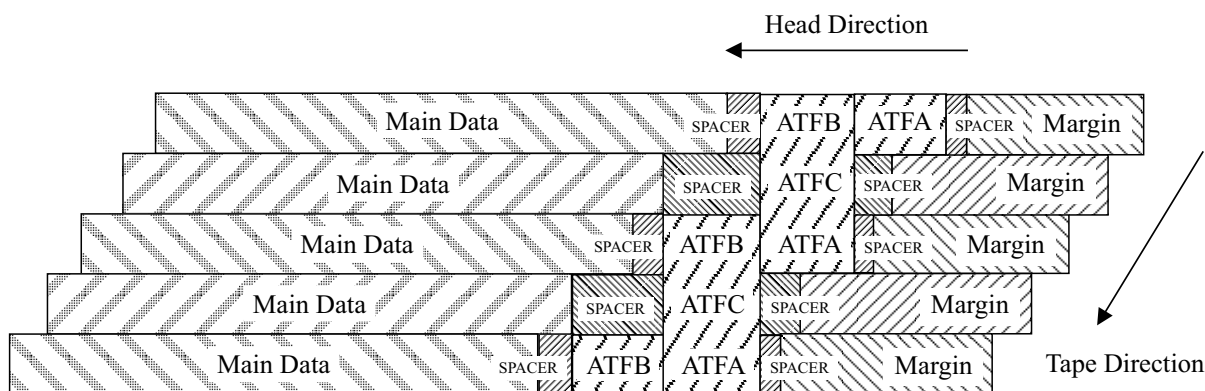 Head Direction
Main Data SPACER ATFB ATFA SPACER Margin
Main Data SPACER ATFC SPACER Margin
Main Data SPACER ATFB ATFA SPACER Margin
Main Data SPACER ATFC SPACER Margin
Main Data SPACER ATFB ATFA SPACER Margin
Tape Direction